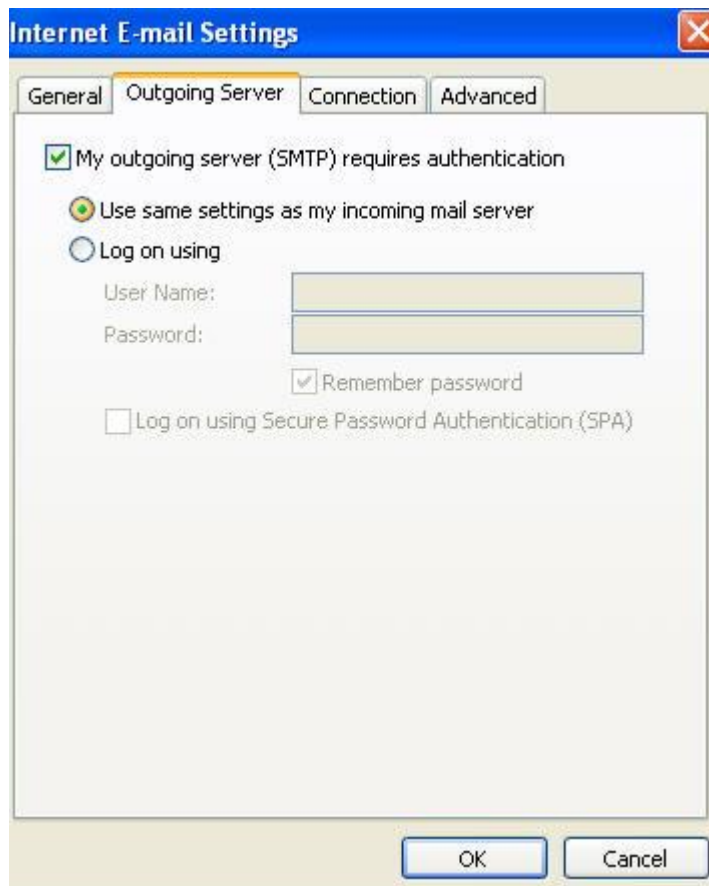 Internet E-mail Settings
General Outgoing Server Connection Advanced
My outgoing server (SMTP) requires authentication
Use same settings as my incoming mail server
Log on using
User Name:
Password:
Remember password
Log on using Secure Password Authentication (SPA)
OK Cancel